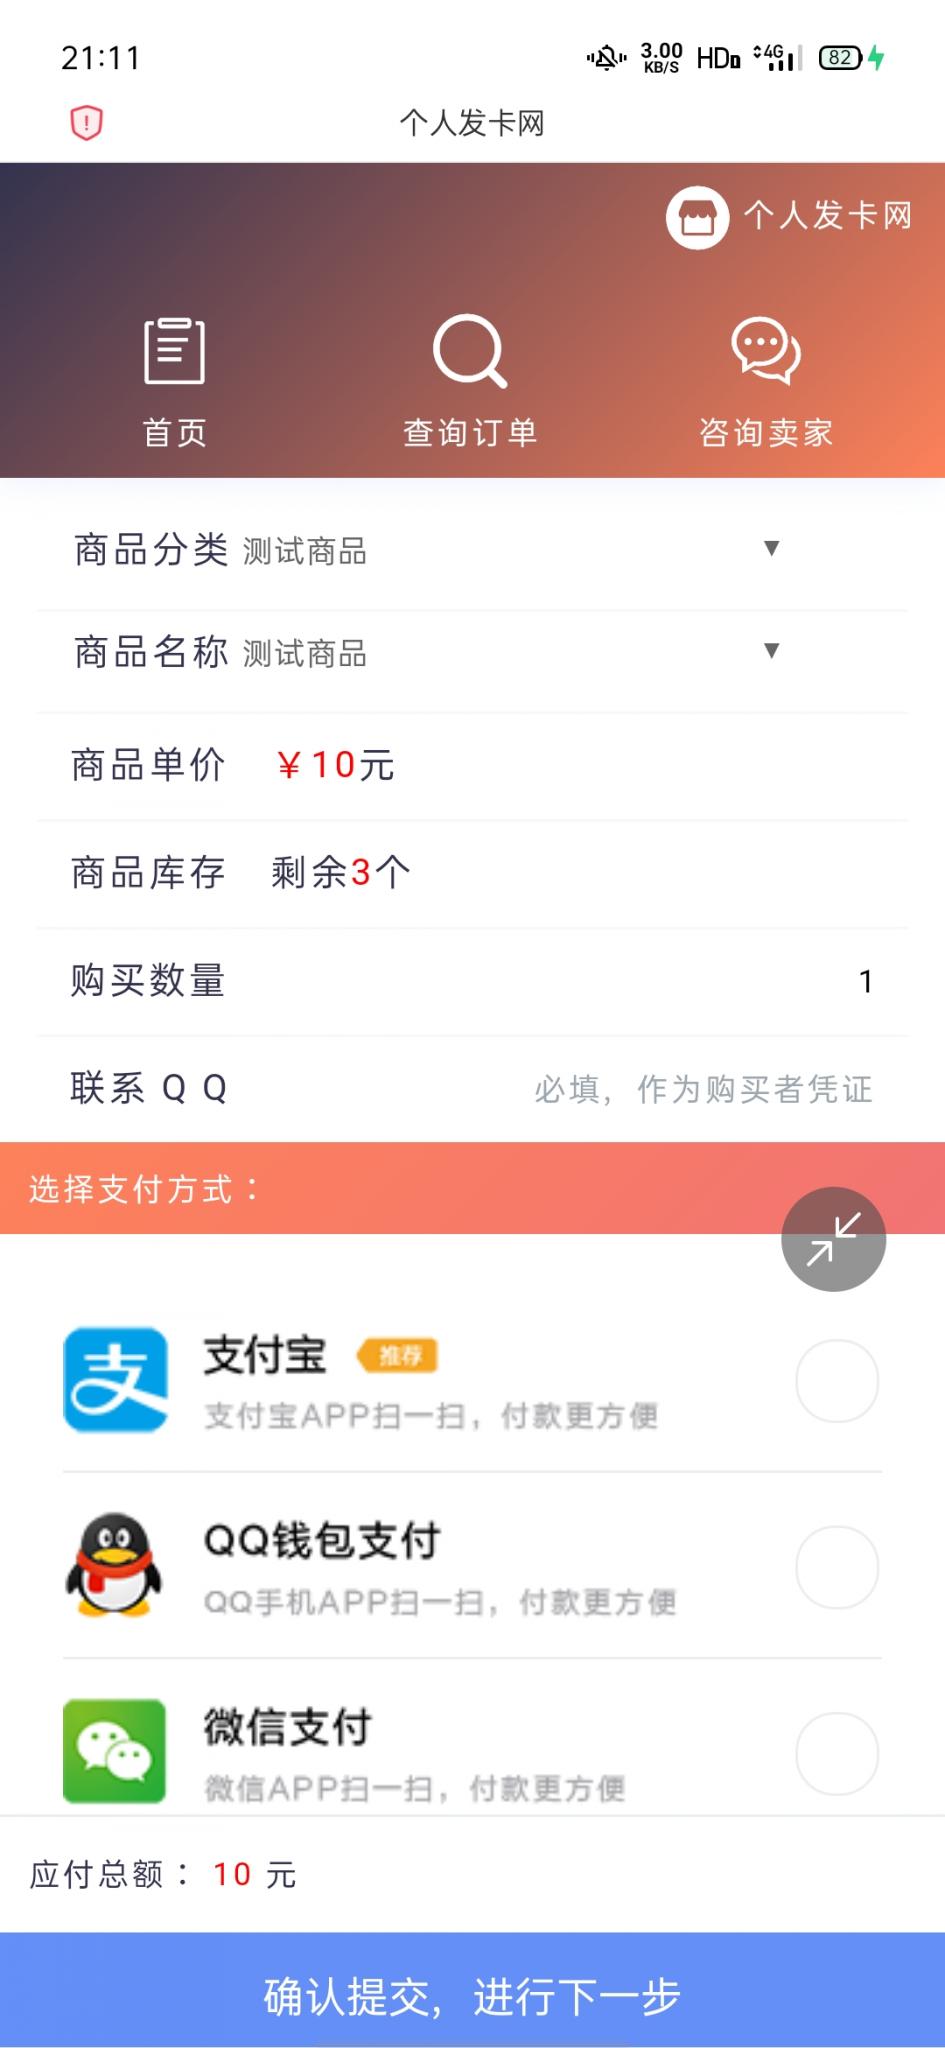 21:11
3.00
KB/S
HD
4G
82
个人发卡网
个人发卡网
首页
查询订单
咨询卖家
商品分类 测试商品
商品名称 测试商品
商品单价 ¥10元
商品库存 剩余3个
购买数量 1
联系QQ 必填，作为购买者凭证
选择支付方式：
支付宝 推荐
支付宝APP扫一扫，付款更方便
QQ钱包支付
QQ手机APP扫一扫，付款更方便
微信支付
微信APP扫一扫，付款更方便
应付总额： 10 元
确认提交，进行下一步